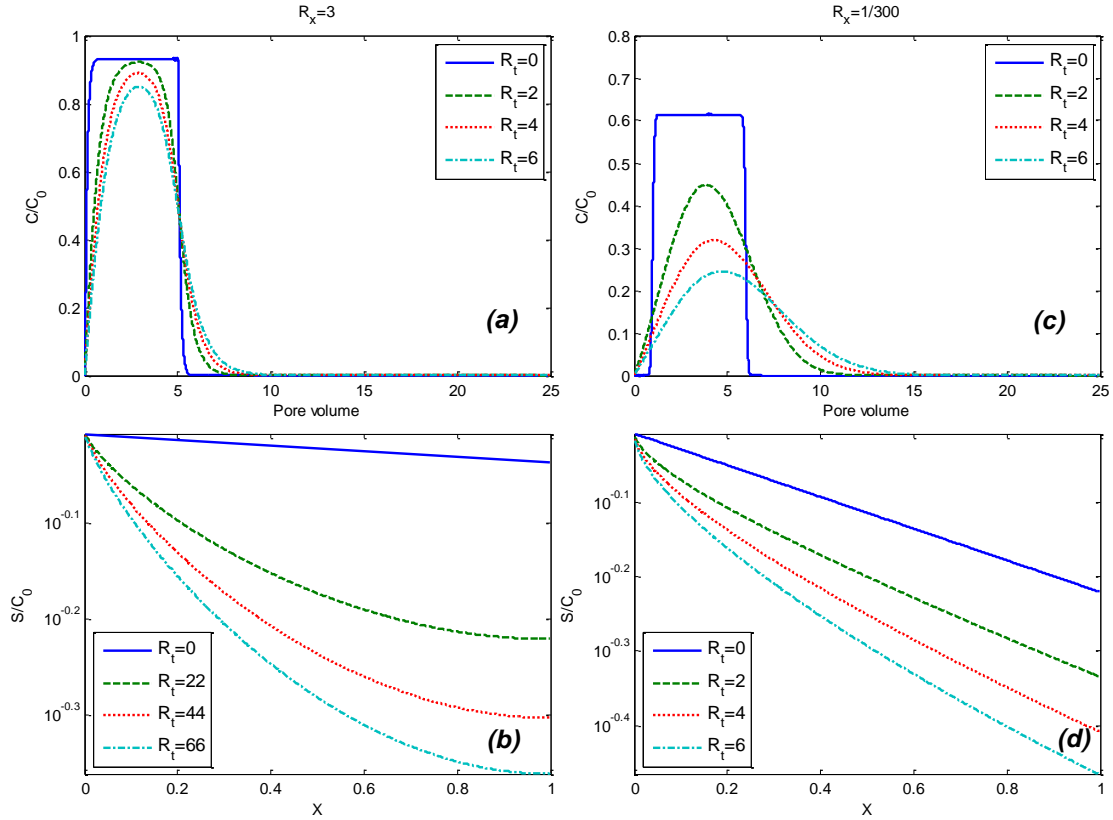 R_x=3
C/C_0
1
0.8
0.6
0.4
0.2
0
R_t=0
R_t=2
R_t=4
R_t=6
(a)
0 5 10 15 20 25
Pore volume
R_x=1/300
C/C_0
0.8
0.7
0.6
0.5
0.4
0.3
0.2
0.1
0
R_t=0
R_t=2
R_t=4
R_t=6
(c)
0 5 10 15 20 25
Pore volume
S/C_0
10^-0.1
10^-0.2
10^-0.3
R_t=0
R_t=22
R_t=44
R_t=66
(b)
0 0.2 0.4 0.6 0.8 1
X
S/C_0
10^-0.1
10^-0.2
10^-0.3
10^-0.4
R_t=0
R_t=2
R_t=4
R_t=6
(d)
0 0.2 0.4 0.6 0.8 1
X